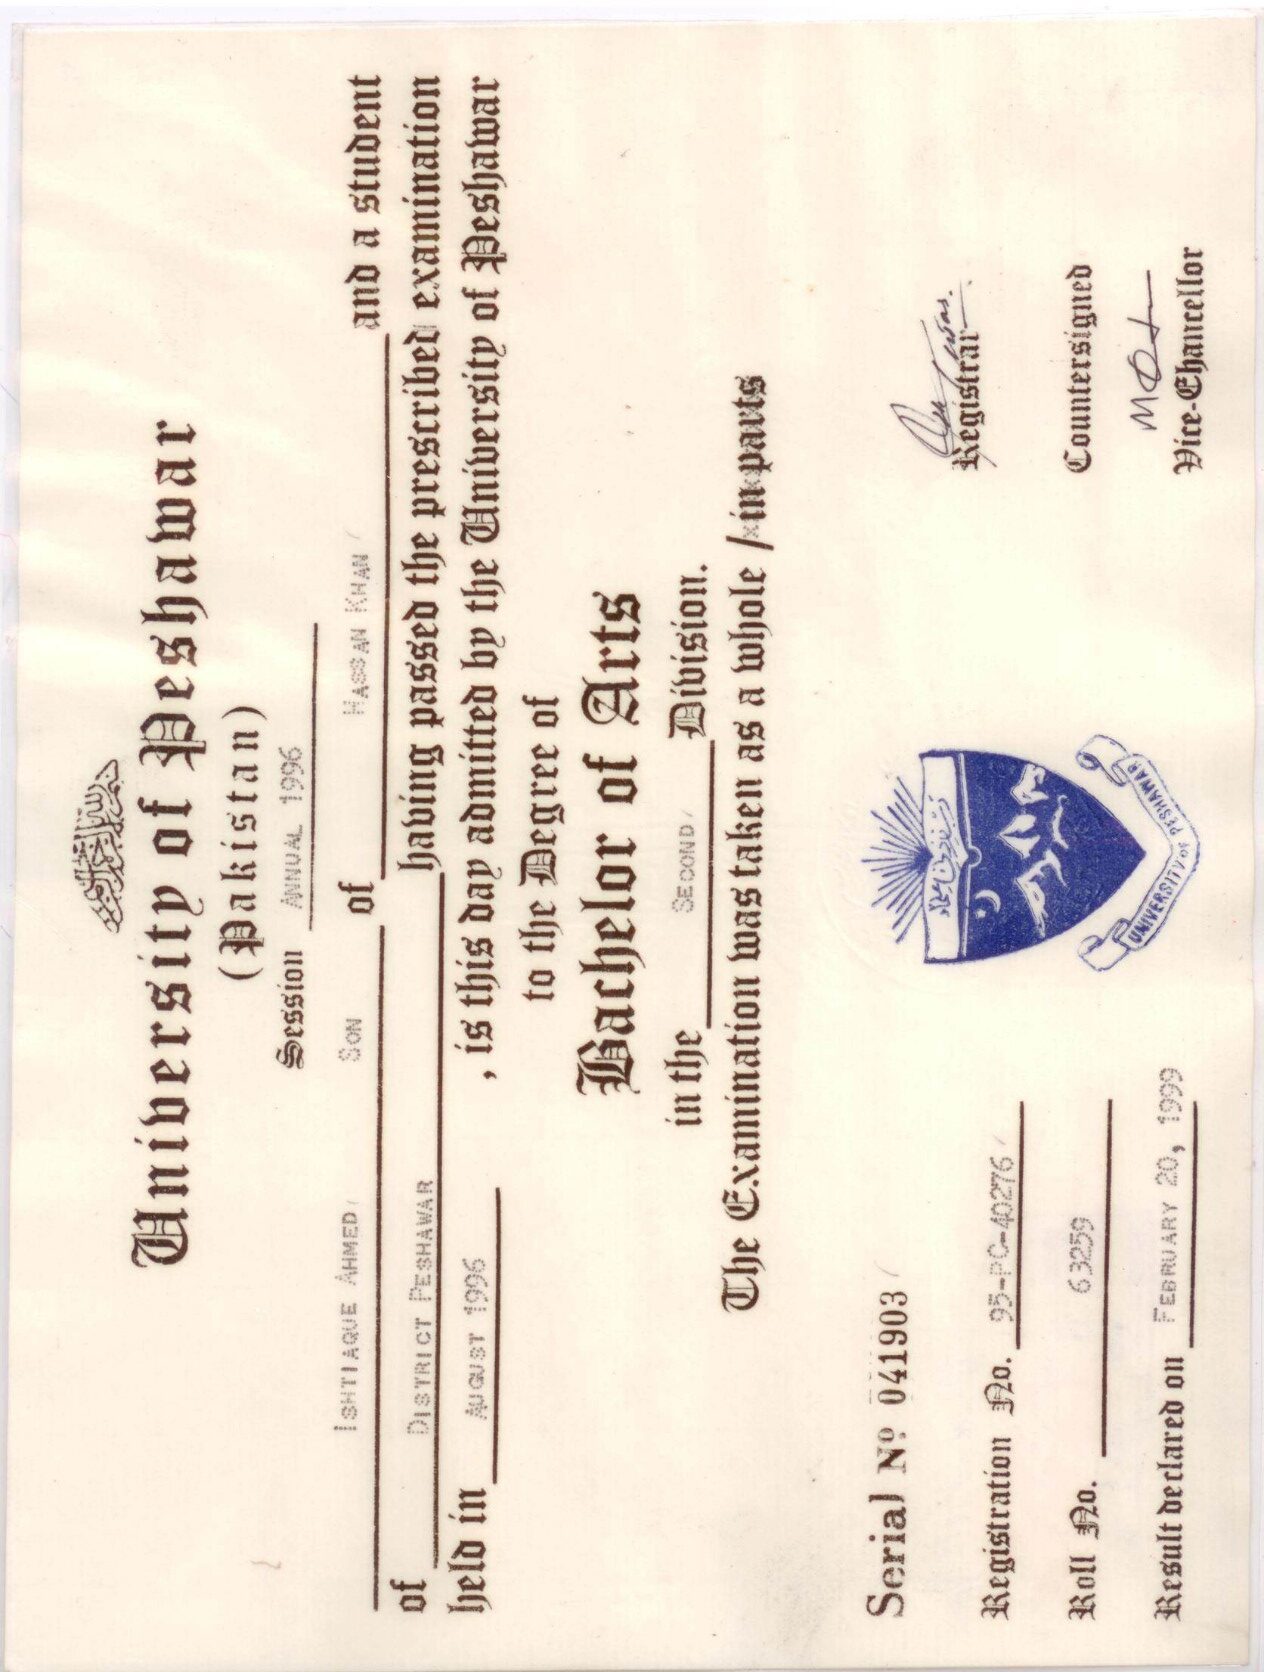 University of Peshawar
(Pakistan)
Session ANNUAL 1996
ISHTIAQUE AHMED SON of HASSAN KHAN and a student
of DISTRICT PESHAWAR having passed the prescribed examination
held in AUGUST 1996 , is this day admitted by the University of Peshawar
to the Degree of
Bachelor of Arts
in the SECOND Division.
The Examination was taken as a whole / in parts
Serial Nº 041903
Registration No. 95-PC-40276
Roll No. 63259
Result declared on FEBRUARY 20, 1999
UNIVERSITY OF PESHAWAR
Registrar
Countersigned
Vice-Chancellor